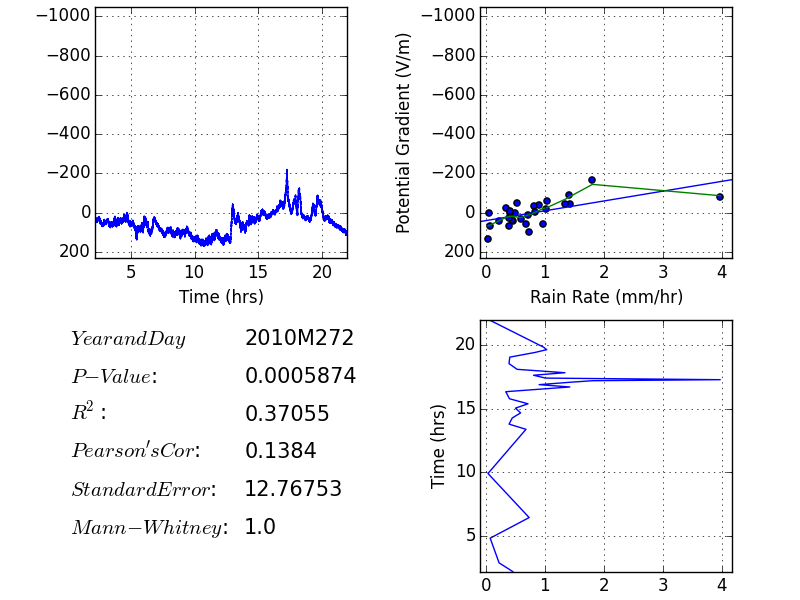 −1000
−800
−600
−400
−200
0
200
5 10 15 20
Time (hrs)
Potential Gradient (V/m)
−1000
−800
−600
−400
−200
0
200
0 1 2 3 4
Rain Rate (mm/hr)
YearandDay 2010M272
P−Value: 0.0005874
R²: 0.37055
Pearson'sCor: 0.1384
StandardError: 12.76753
Mann−Whitney: 1.0
Time (hrs)
20
15
10
5
0 1 2 3 4